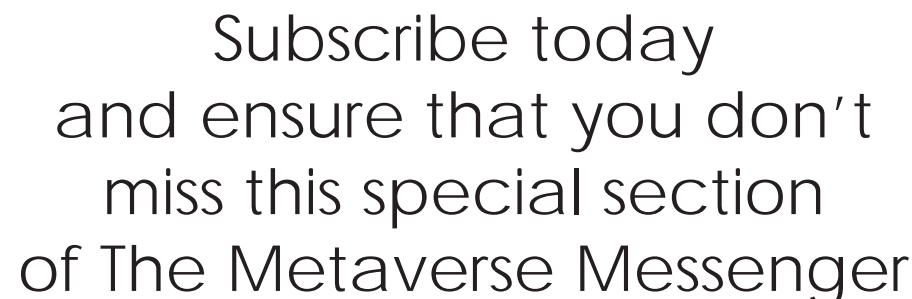 Subscribe today
and ensure that you don't
miss this special section
of The Metaverse Messenger